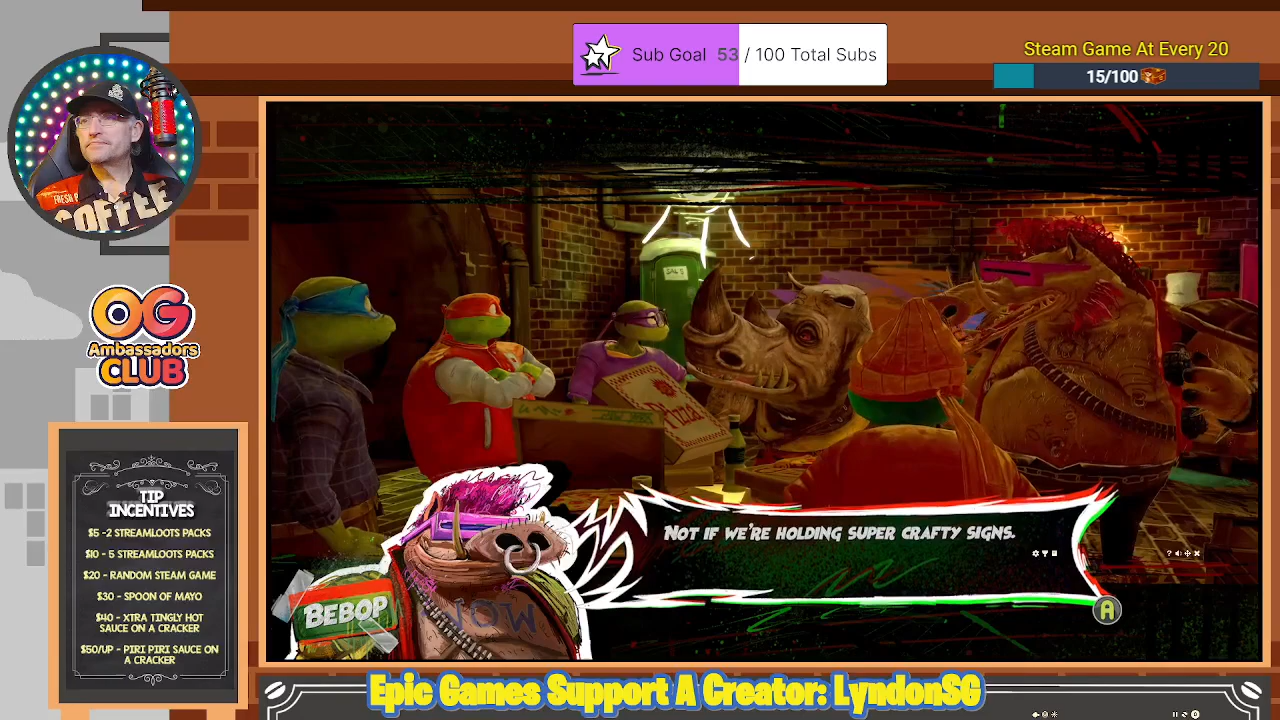 Sub Goal 53 / 100 Total Subs
Steam Game At Every 20
15/100
COFFEE
OG
Ambassadors
CLUB
SAL'S
Pizza
TIP
INCENTIVES
$5 -2 STREAMLOOTS PACKS
$10 - 5 STREAMLOOTS PACKS
$20 - RANDOM STEAM GAME
$30 - SPOON OF MAYO
$40 - XTRA TINGLY HOT
SAUCE ON A CRACKER
$50/UP - PIRI PIRI SAUCE ON
A CRACKER
NOT IF WE'RE HOLDING SUPER CRAFTY SIGNS.
BEBOP
A
Epic Games Support A Creator: LyndonSG